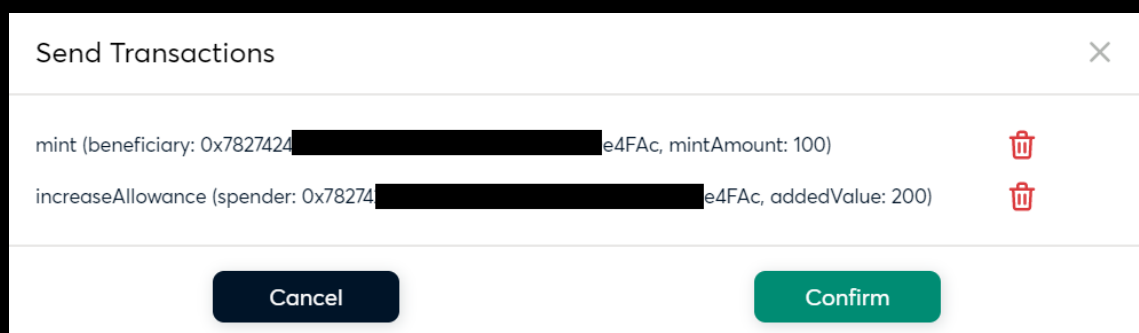 Send Transactions
mint (beneficiary: 0x7827424 e4FAc, mintAmount: 100)
increaseAllowance (spender: 0x78274 e4FAc, addedValue: 200)
Cancel Confirm